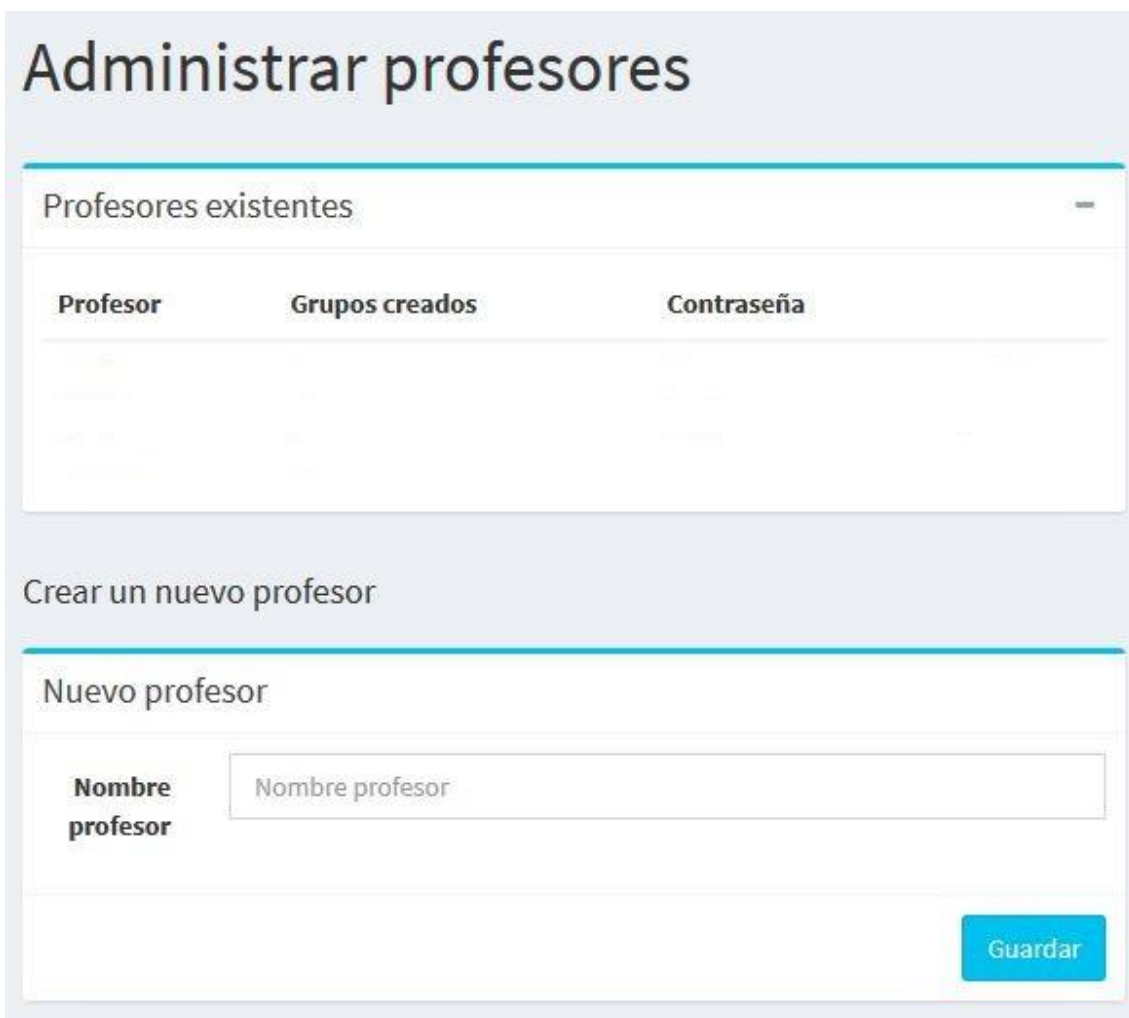 Administrar profesores
Profesores existentes
Profesor Grupos creados Contraseña
Crear un nuevo profesor
Nuevo profesor
Nombre profesor
Nombre
profesor
Guardar